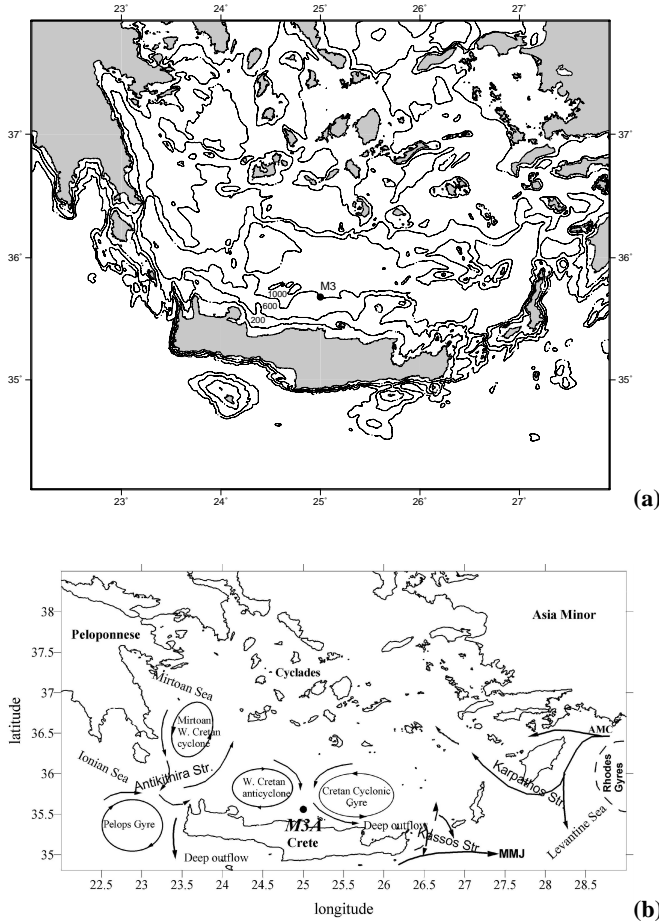 23˚ 24˚ 25˚ 26˚ 27˚
37˚ 37˚
36˚ 36˚
M3
1000
600
200
35˚ 35˚
23˚ 24˚ 25˚ 26˚ 27˚
(a)
38
37.5
37
36.5
36
35.5
35
latitude
Peloponnese
Asia Minor
Cyclades
Mirtoan Sea
Mirtoan
W. Cretan
cyclone
AMC
Ionian Sea
Antikithira Str.
W. Cretan
anticyclone
Cretan Cyclonic
Gyre
Karpathos Str.
Rhodes
Gyres
Pelops Gyre
M3A
Crete
Deep outflow
Kassos Str.
Levantine Sea
Deep outflow
MMJ
22.5 23 23.5 24 24.5 25 25.5 26 26.5 27 27.5 28 28.5
longitude
(b)